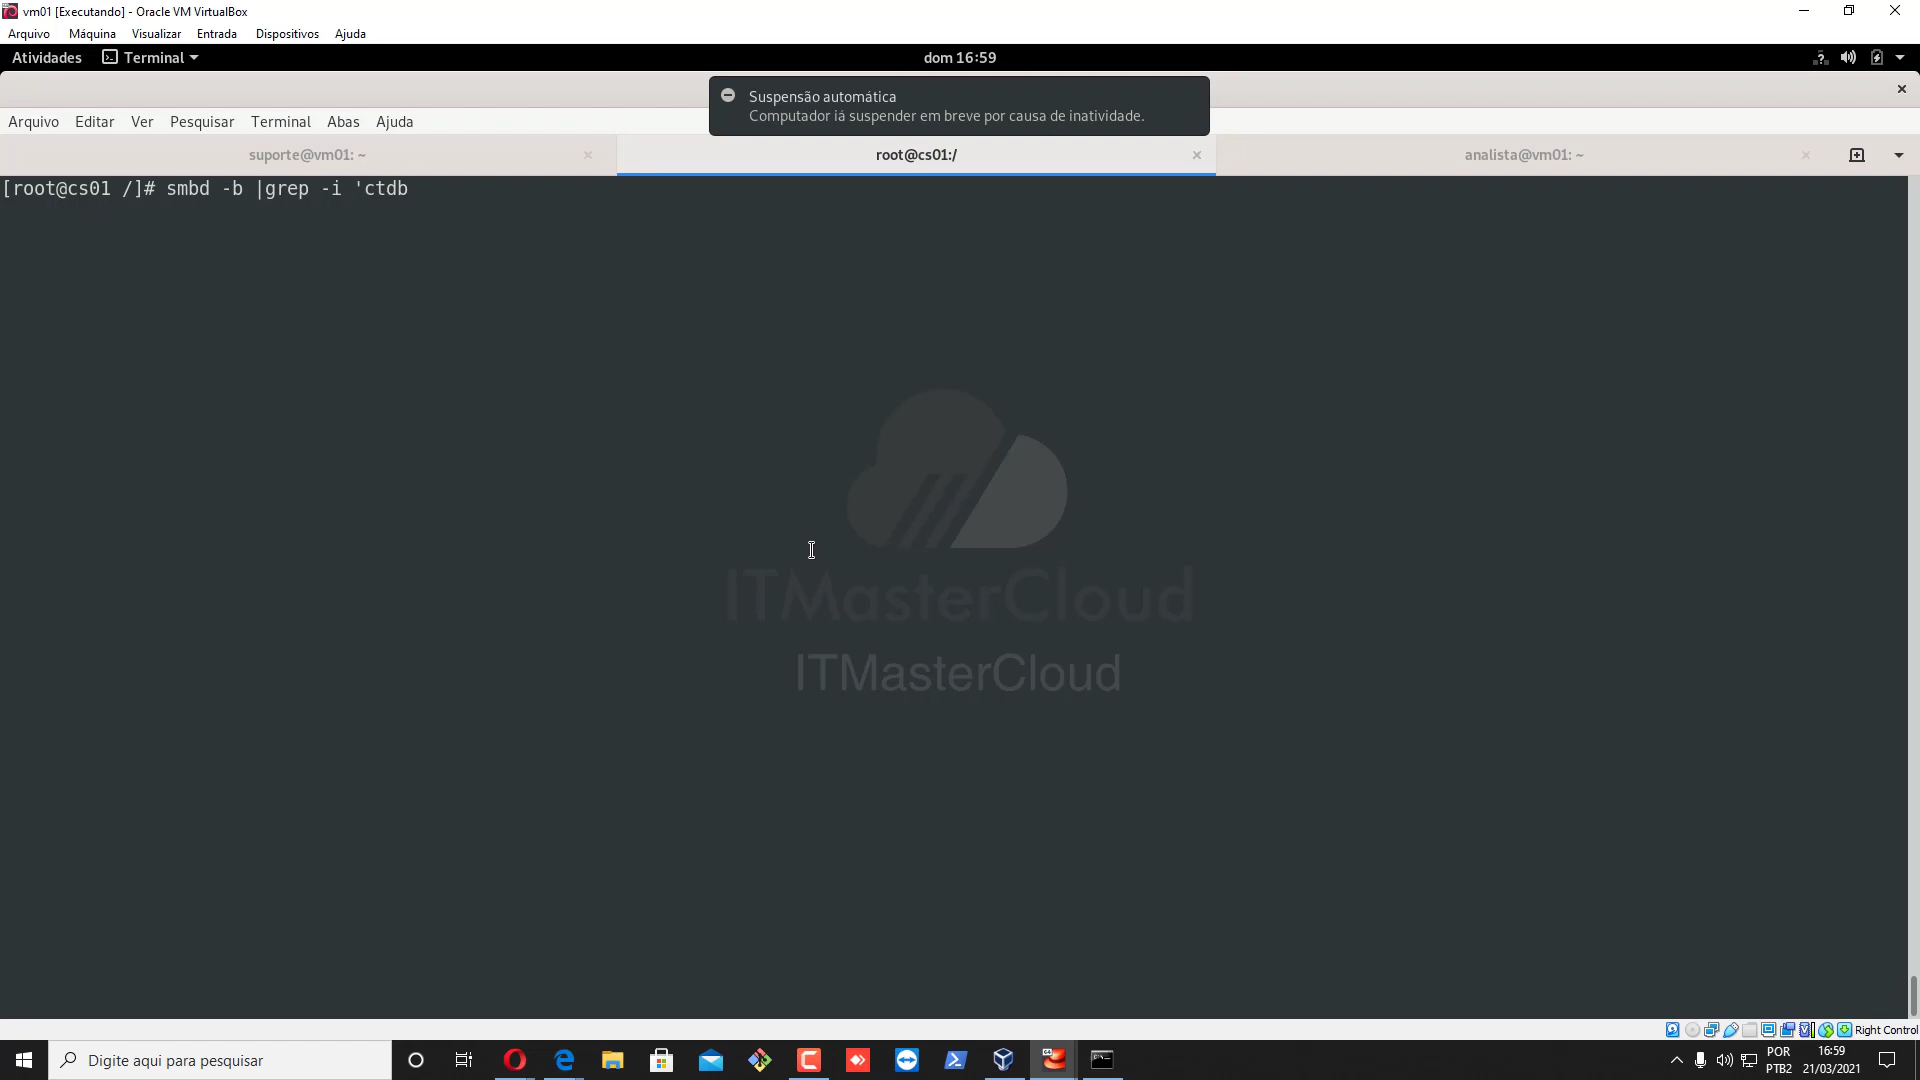 vm01 [Executando] - Oracle VM VirtualBox
Arquivo Máquina Visualizar Entrada Dispositivos Ajuda
Atividades Terminal dom 16:59
Suspensão automática
Computador iá suspender em breve por causa de inatividade.
Arquivo Editar Ver Pesquisar Terminal Abas Ajuda
suporte@vm01: ~ root@cs01:/ analista@vm01: ~
[root@cs01 /]# smbd -b |grep -i 'ctdb
ITMasterCloud
ITMasterCloud
Right Control
Digite aqui para pesquisar
POR 16:59
PTB2 21/03/2021